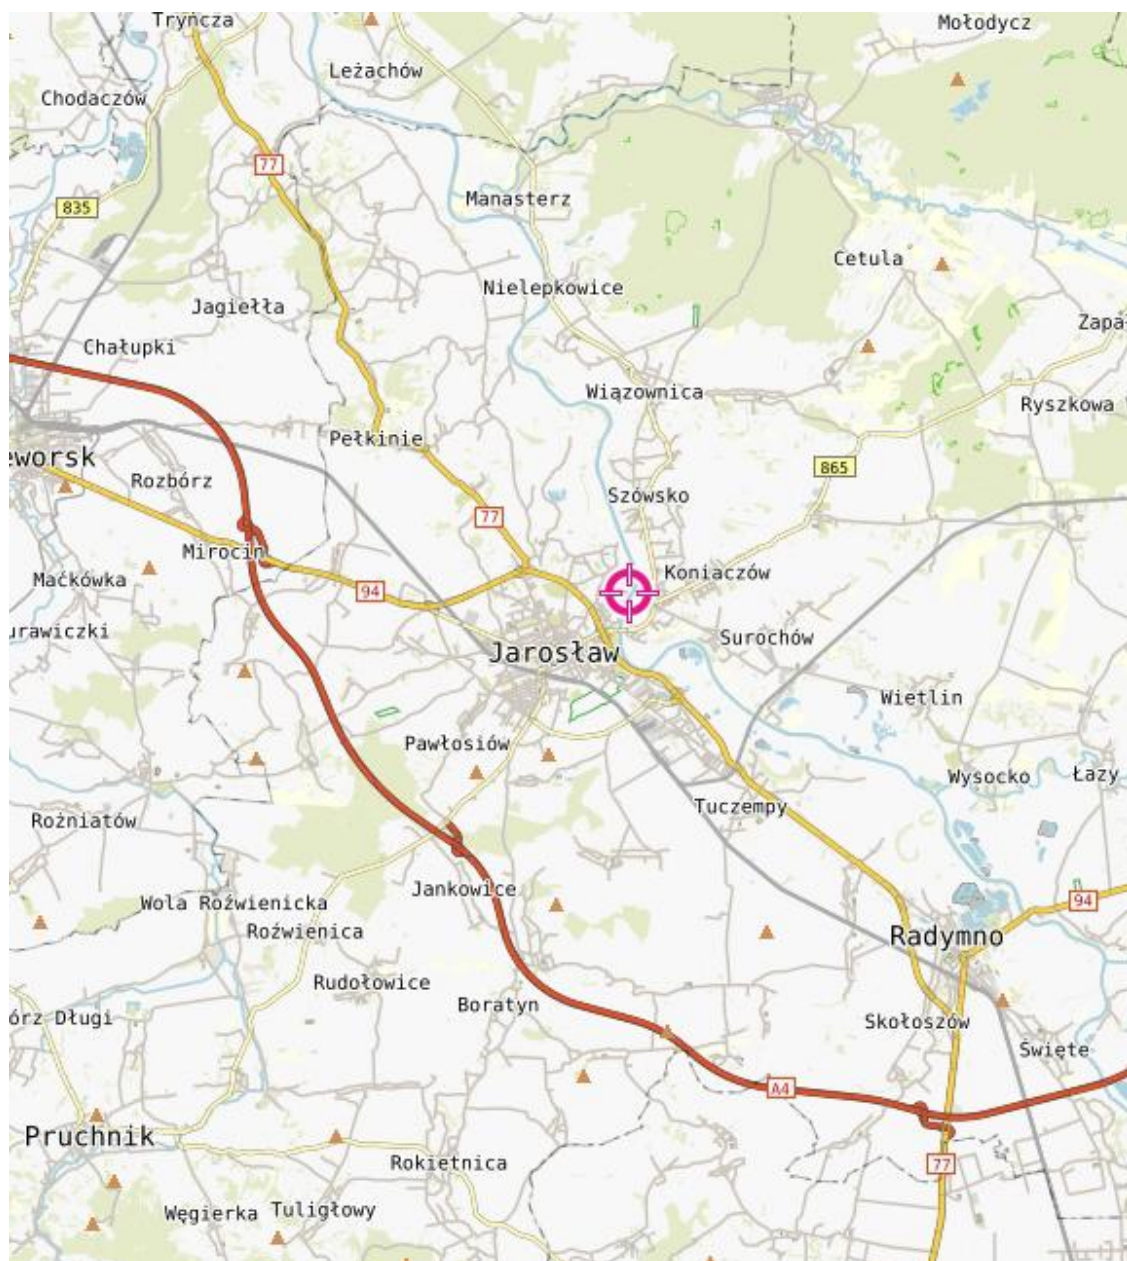 Tryńcza
Mołodycz
Leżachów
Chodaczów
77
Manasterz
835
Cetula
Nielepkowice
Jagiełła
Zapa
Chałupki
Wiązownica
Ryszkowa
Pełkinie
eworsk
865
Rozbórz
Szówsko
77
Mirocin
Koniaczów
Maćkówka
94
urawiczki
Surochów
Jarosław
Wietlin
Pawłosiów
Wysocko
Łazy
Tuczempy
Rożniatów
Jankowice
Wola Roźwienicka
94
Roźwienica
Radymno
Rudołowice
Boratyn
órz Długi
Skołoszów
Święte
A4
Pruchnik
Rokietnica
77
Węgierka
Tuligłowy